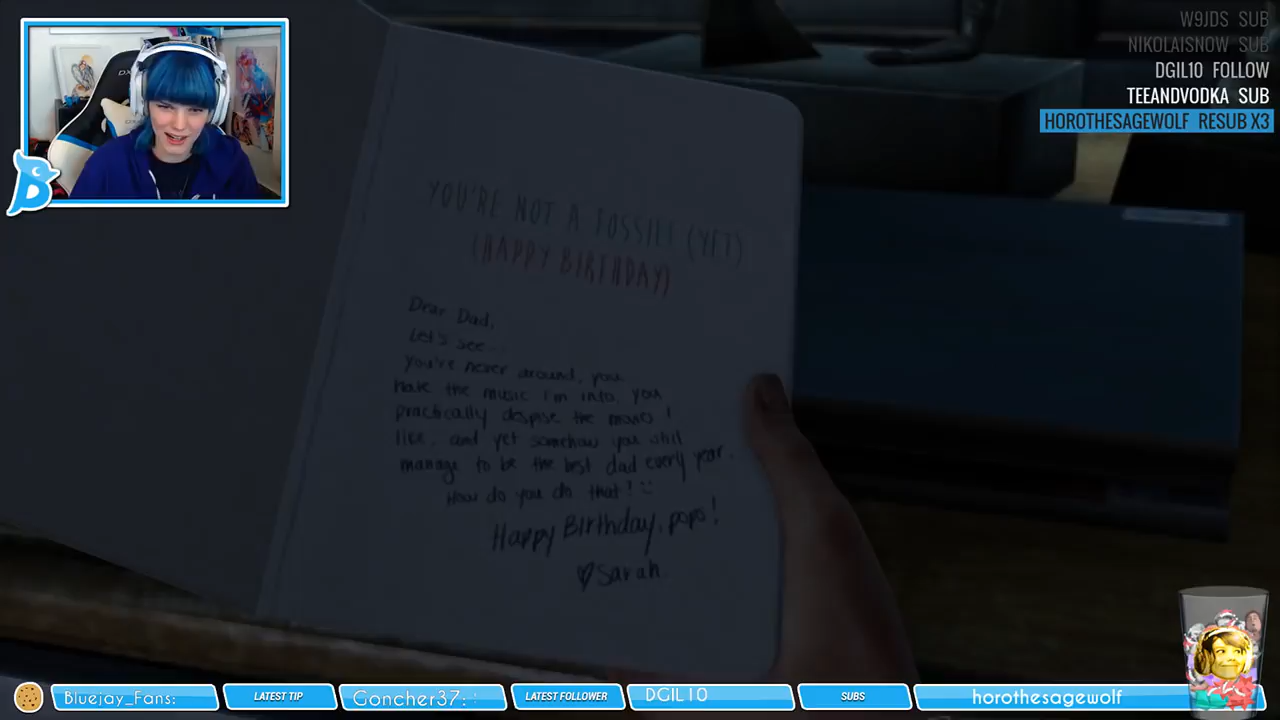 W9JDS SUB
NIKOLAISNOW SUB
DGIL10 FOLLOW
TEEANDVODKA SUB
HOROTHESAGEWOLF RESUB X3
YOU'RE NOT A FOSSIL! (YET)
(HAPPY BIRTHDAY)
Dear Dad,
Let's see...
You're never around, you
hate the music I'm into, you
practically despise the movies I
like, and yet somehow you still
manage to be the best dad every year.
How do you do that? :)
Happy Birthday, papa!
♡ Sarah.
Bluejay_Fans:
LATEST TIP
Goncher37:
LATEST FOLLOWER
DGIL10
SUBS
horothesagewolf